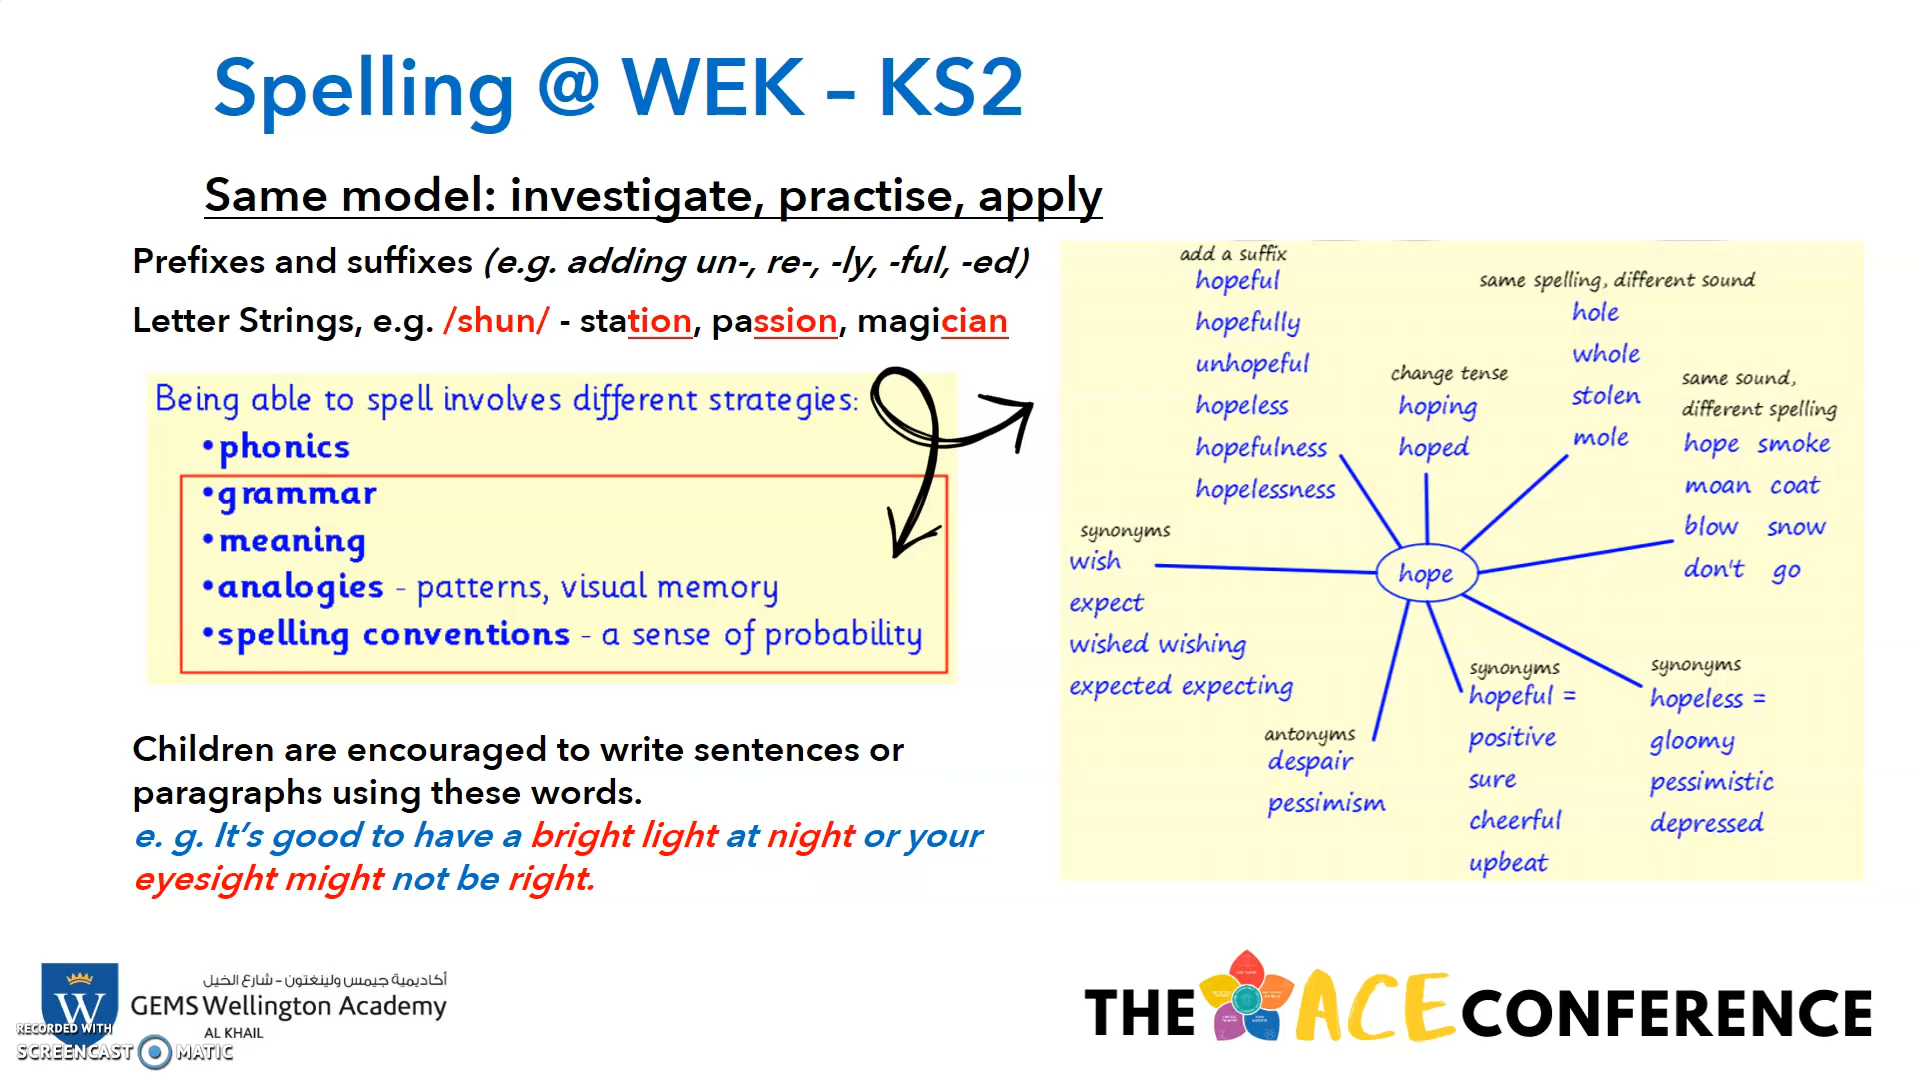 Spelling @ WEK – KS2
Same model: investigate, practise, apply
Prefixes and suffixes (e.g. adding un-, re-, -ly, -ful, -ed)
Letter Strings, e.g. /shun/ - station, passion, magician
Being able to spell involves different strategies:
•phonics
•grammar
•meaning
•analogies - patterns, visual memory
•spelling conventions - a sense of probability
Children are encouraged to write sentences or
paragraphs using these words.
e. g. It’s good to have a bright light at night or your
eyesight might not be right.
add a suffix
hopeful
hopefully
unhopeful
hopeless
hopefulness
hopelessness
change tense
hoping
hoped
same spelling, different sound
hole
whole
stolen
mole
same sound,
different spelling
hope smoke
moan coat
blow snow
don't go
synonyms
wish
expect
wished wishing
expected expecting
hope
antonyms
despair
pessimism
synonyms
hopeful =
positive
sure
cheerful
upbeat
synonyms
hopeless =
gloomy
pessimistic
depressed
W
أكاديمية جيمس ولينغتون – شارع الخيل
GEMS Wellington Academy
AL KHAIL
RECORDED WITH
SCREENCAST MATIC
THE ACE CONFERENCE